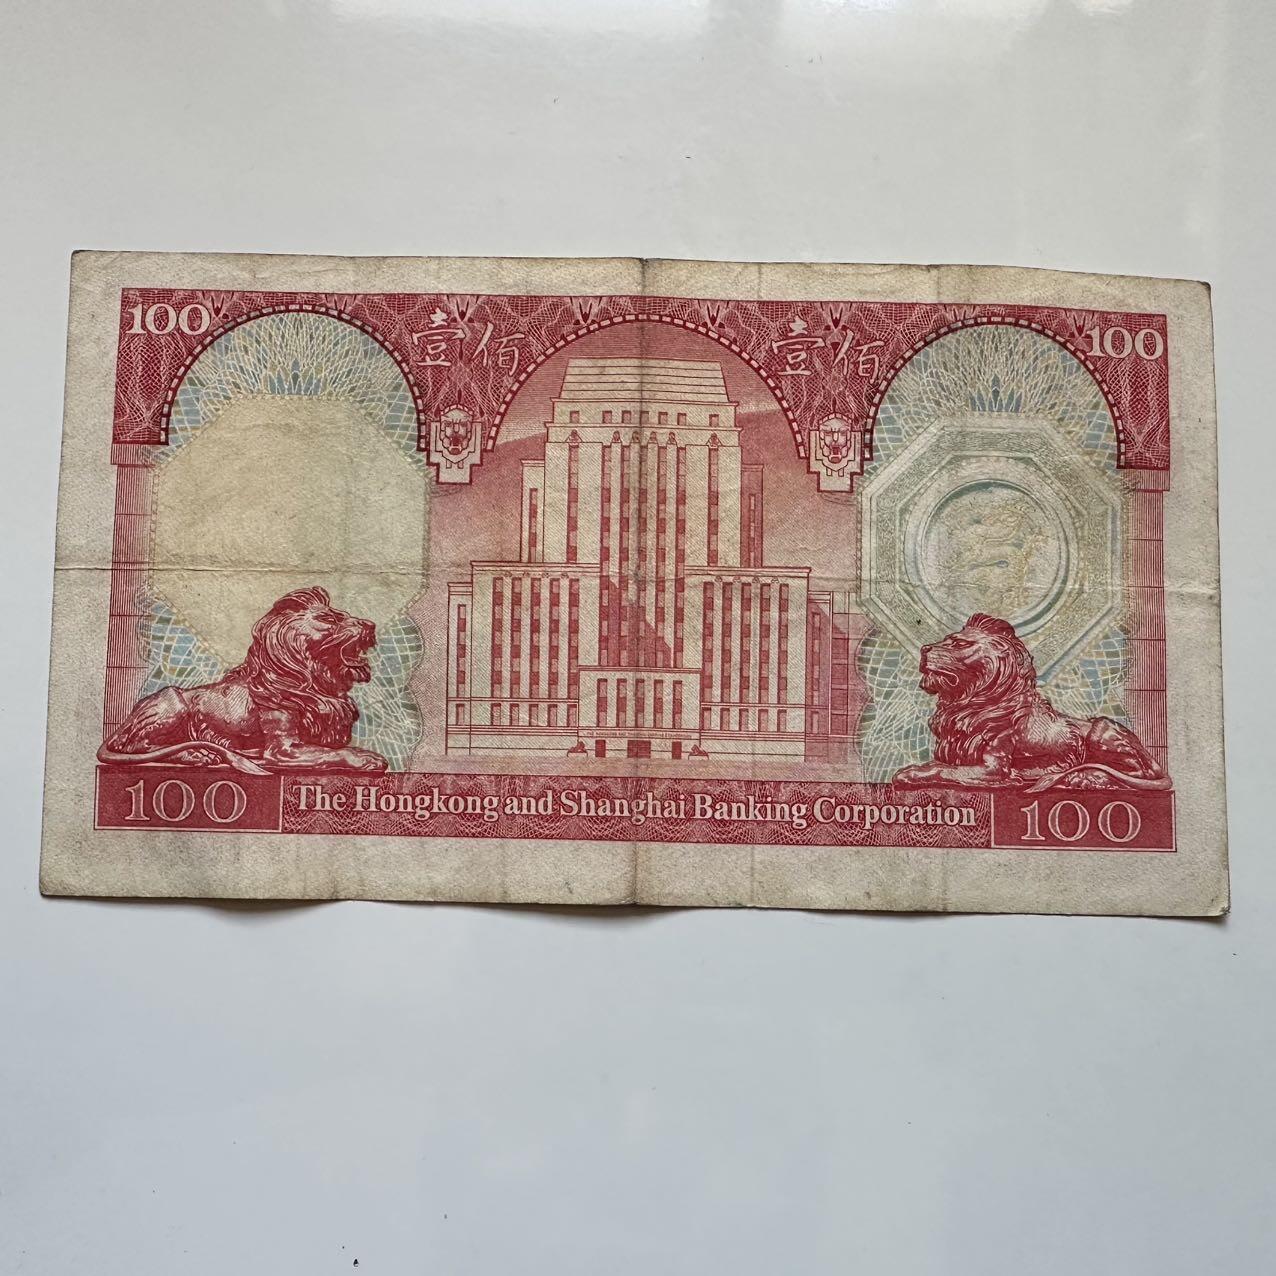 100 壹佰 壹佰 100
100 The Hongkong and Shanghai Banking Corporation 100